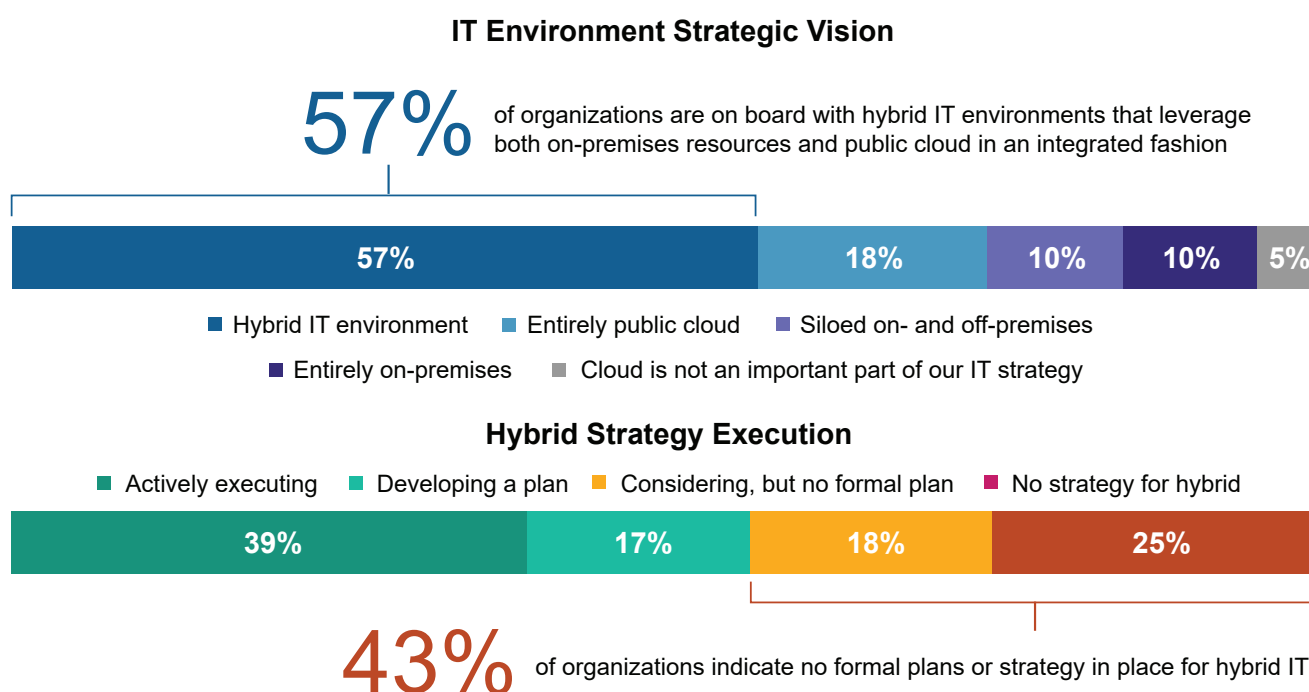 IT Environment Strategic Vision
57%
of organizations are on board with hybrid IT environments that leverage
both on-premises resources and public cloud in an integrated fashion
57% 18% 10% 10% 5%
Hybrid IT environment Entirely public cloud Siloed on- and off-premises
Entirely on-premises Cloud is not an important part of our IT strategy
Hybrid Strategy Execution
Actively executing Developing a plan Considering, but no formal plan No strategy for hybrid
39% 17% 18% 25%
43% of organizations indicate no formal plans or strategy in place for hybrid IT